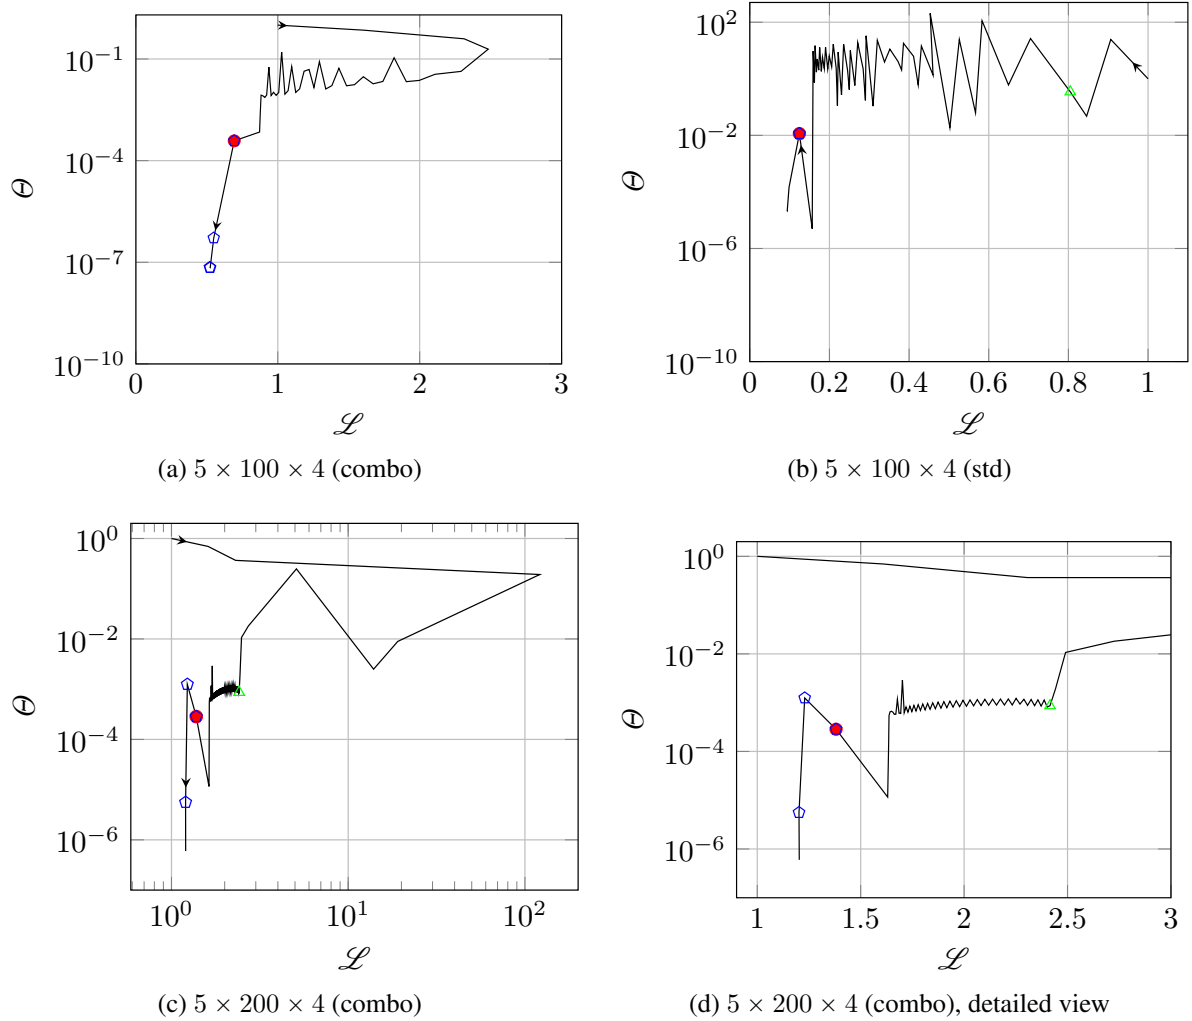 10^{-1}
10^{-4}
10^{-7}
10^{-10}
Θ
0 1 2 3
ℒ
(a) 5 × 100 × 4 (combo)
10^{2}
10^{-2}
10^{-6}
10^{-10}
Θ
0 0.2 0.4 0.6 0.8 1
ℒ
(b) 5 × 100 × 4 (std)
10^{0}
10^{-2}
10^{-4}
10^{-6}
Θ
10^{0} 10^{1} 10^{2}
ℒ
(c) 5 × 200 × 4 (combo)
10^{0}
10^{-2}
10^{-4}
10^{-6}
Θ
1 1.5 2 2.5 3
ℒ
(d) 5 × 200 × 4 (combo), detailed view